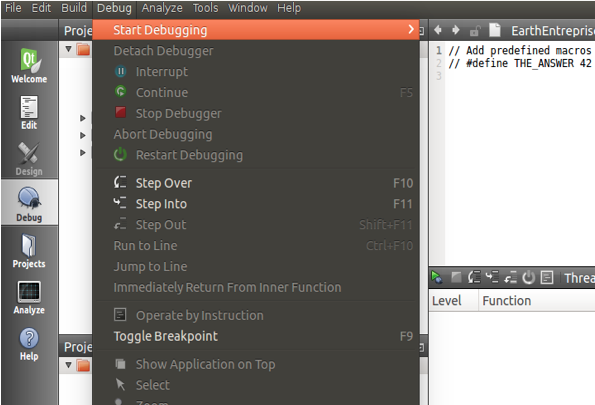 File Edit Build Debug Analyze Tools Window Help
Proje
Start Debugging
EarthEntreprise
Detach Debugger
1 // Add predefined macros
2 // #define THE_ANSWER 42
3
Interrupt
Welcome
Continue F5
Stop Debugger
Edit
Abort Debugging
Restart Debugging
Design
Step Over F10
Step Into F11
Debug
Step Out Shift+F11
Run to Line Ctrl+F10
Projects
Jump to Line
Threa
Immediately Return From Inner Function
Level Function
Analyze
Operate by Instruction
Toggle Breakpoint F9
Proje
Help
Show Application on Top
Select
Zoom